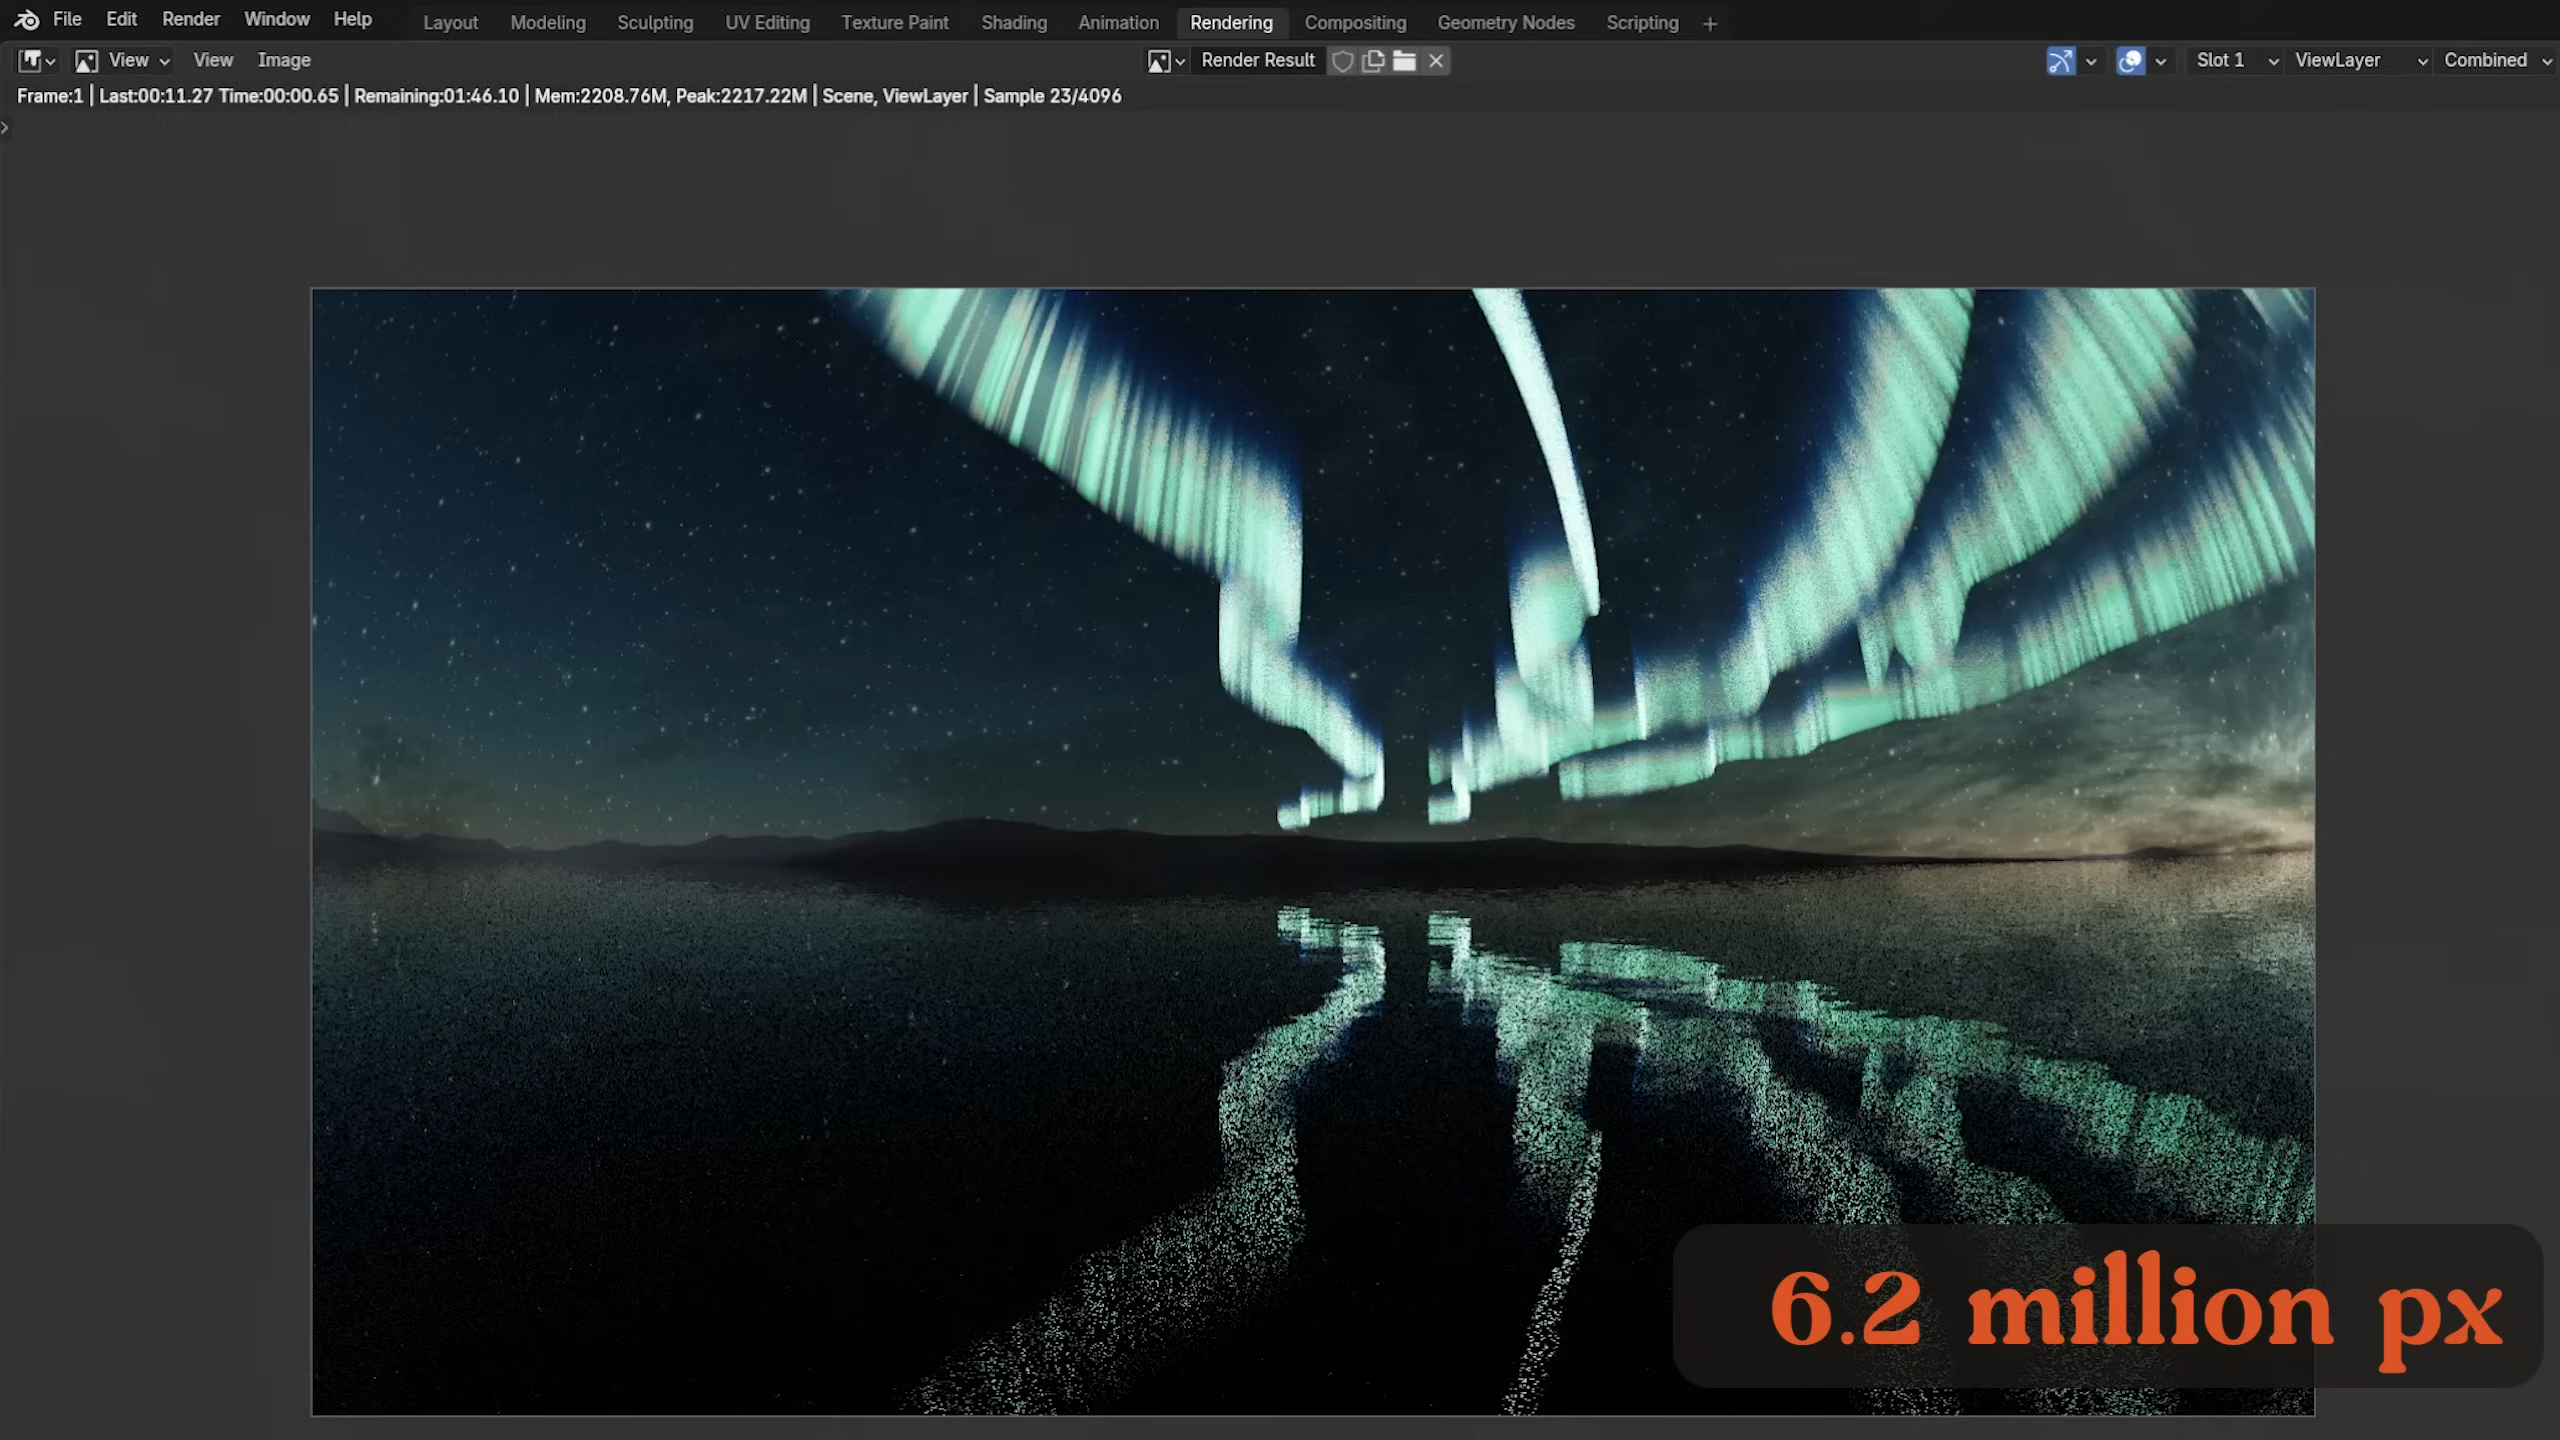 File Edit Render Window Help Layout Modeling Sculpting UV Editing Texture Paint Shading Animation Rendering Compositing Geometry Nodes Scripting +
View View Image Render Result Slot 1 ViewLayer Combined
Frame:1 | Last:00:11.27 Time:00:00.65 | Remaining:01:46.10 | Mem:2208.76M, Peak:2217.22M | Scene, ViewLayer | Sample 23/4096
6.2 million px